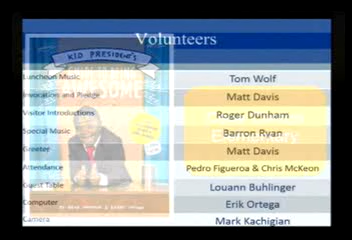 Volunteers
KID PRESIDENT'S
Luncheon Music Tom Wolf
Invocation and Pledge Matt Davis
Visitor Introductions Roger Dunham
Special Music Barron Ryan
Greeter Matt Davis
Attendance Pedro Figueroa & Chris McKeon
Guest Table Louann Buhlinger
Computer Erik Ortega
Camera Mark Kachigian